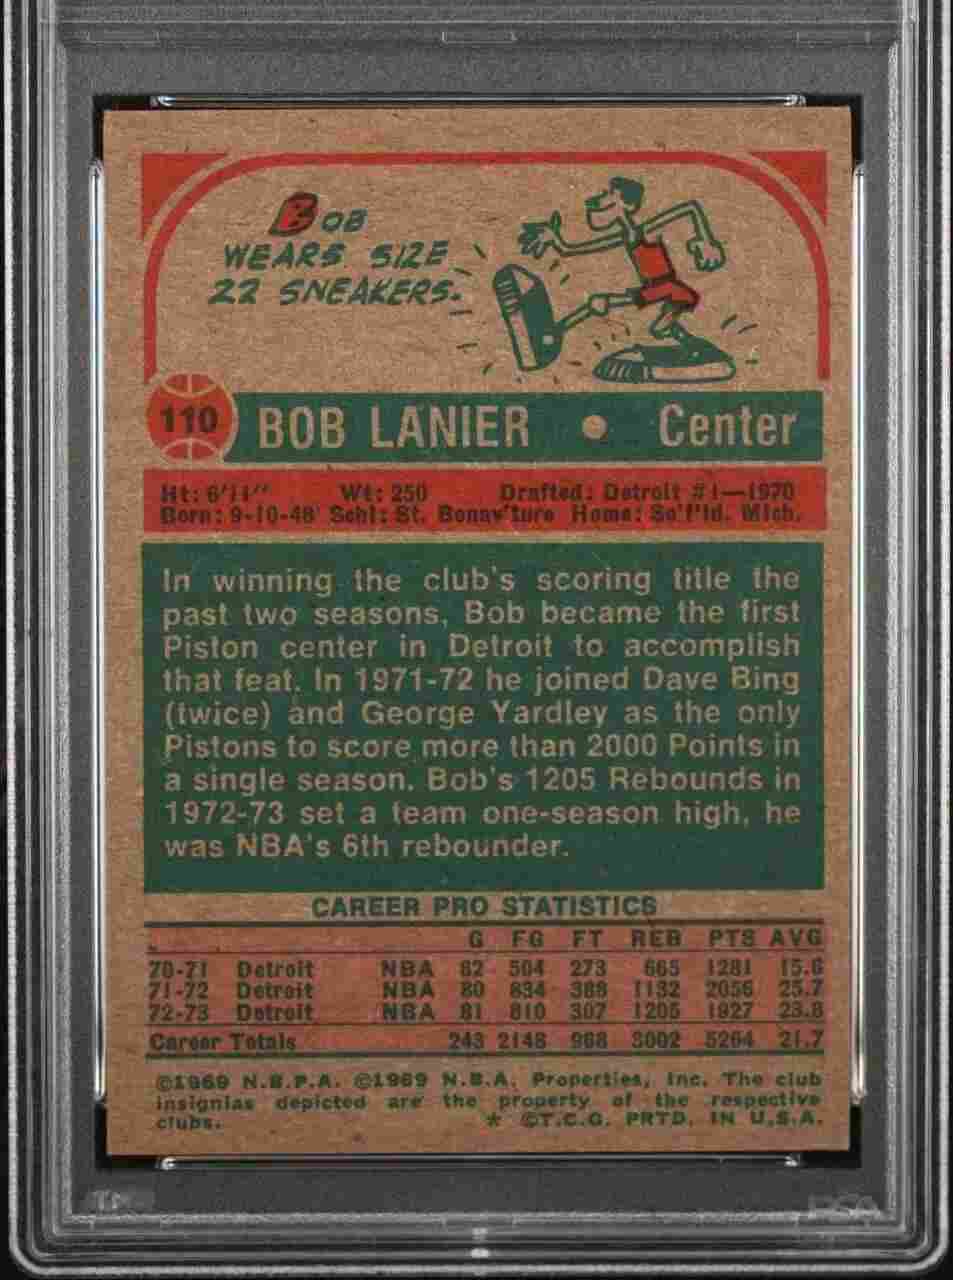 BOB
WEARS SIZE
22 SNEAKERS.
110 BOB LANIER • Center
Ht: 6'11" Wt: 250 Drafted: Detroit #1—1970
Born: 9-10-48 Schl: St. Bonav'ture Home: So'f'ld, Mich.
In winning the club's scoring title the
past two seasons, Bob became the first
Piston center in Detroit to accomplish
that feat. In 1971-72 he joined Dave Bing
(twice) and George Yardley as the only
Pistons to score more than 2000 Points in
a single season. Bob's 1205 Rebounds in
1972-73 set a team one-season high, he
was NBA's 6th rebounder.
CAREER PRO STATISTICS
G FG FT REB PTS AVG
70-71 Detroit NBA 82 504 273 665 1281 15.6
71-72 Detroit NBA 80 834 388 1132 2056 25.7
72-73 Detroit NBA 81 810 307 1205 1927 23.8
Career Totals 243 2148 968 3002 5264 21.7
©1969 N.B.P.A. ©1969 N.B.A. Properties, Inc. The club
insignias depicted are the property of the respective
clubs. * ©T.C.G. PRTD. IN U.S.A.
PSA